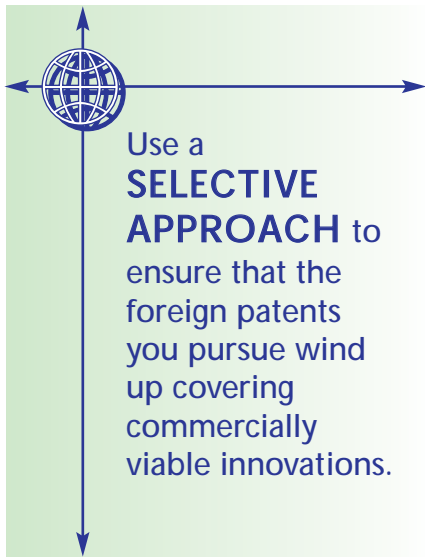 Use a
SELECTIVE
APPROACH to
ensure that the
foreign patents
you pursue wind
up covering
commercially
viable innovations.